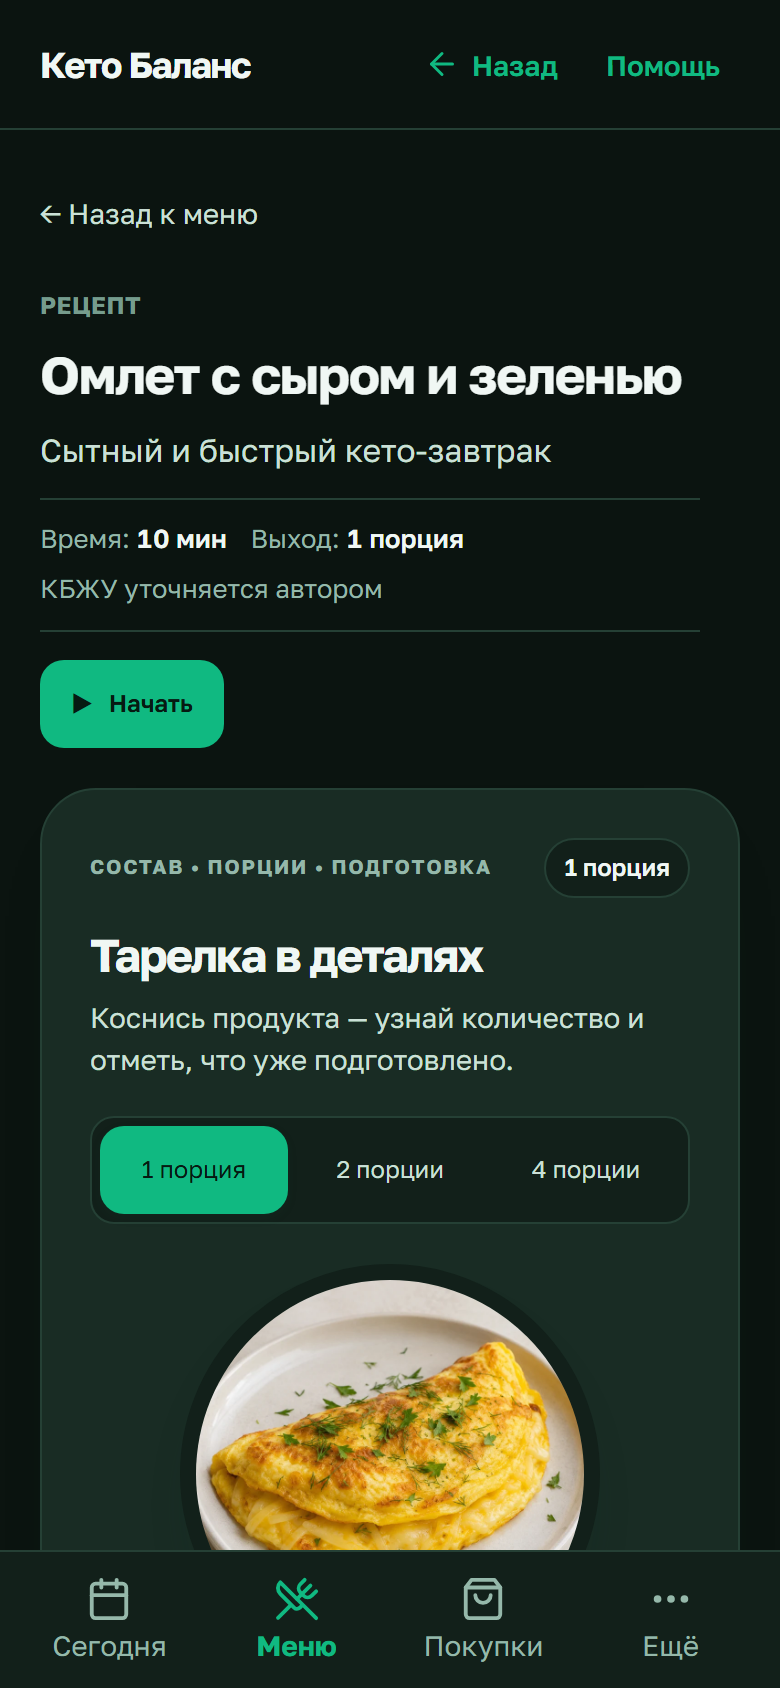 Кето Баланс
← Назад
Помощь
← Назад к меню
РЕЦЕПТ
Омлет с сыром и зеленью
Сытный и быстрый кето-завтрак
Время: 10 мин Выход: 1 порция
КБЖУ уточняется автором
▶ Начать
СОСТАВ • ПОРЦИИ • ПОДГОТОВКА
1 порция
Тарелка в деталях
Коснись продукта — узнай количество и
отметь, что уже подготовлено.
1 порция
2 порции
4 порции
Сегодня
Меню
Покупки
Ещё